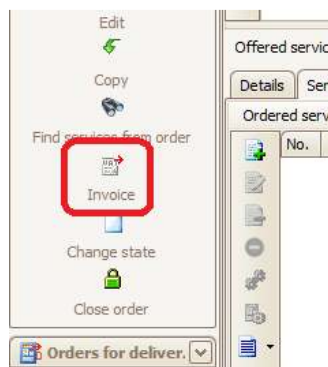 Edit
Copy
Find services from order
Invoice
Change state
Close order
Orders for deliver.
Offered servic
Details Ser
Ordered serv
No.